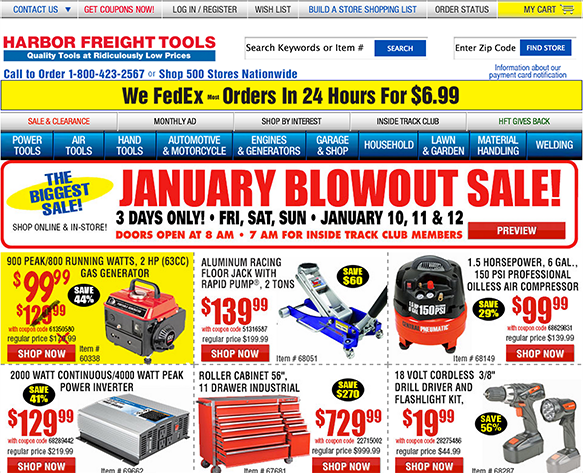 CONTACT US ▼ GET COUPONS NOW! LOG IN / REGISTER WISH LIST BUILD A STORE SHOPPING LIST ORDER STATUS MY CART
HARBOR FREIGHT TOOLS
Quality Tools at Ridiculously Low Prices
Search Keywords or Item # SEARCH Enter Zip Code FIND STORE
Call to Order 1-800-423-2567 or Shop 500 Stores Nationwide
Information about our
payment card notification
We FedEx Most Orders In 24 Hours For $6.99
SALE & CLEARANCE MONTHLY AD SHOP BY INTEREST INSIDE TRACK CLUB HFT GIVES BACK
POWER TOOLS
AIR TOOLS
HAND TOOLS
AUTOMOTIVE & MOTORCYCLE
ENGINES & GENERATORS
GARAGE & SHOP
HOUSEHOLD
LAWN & GARDEN
MATERIAL HANDLING
WELDING
THE
BIGGEST
SALE!
SHOP ONLINE & IN-STORE!
JANUARY BLOWOUT SALE!
3 DAYS ONLY! • FRI, SAT, SUN • JANUARY 10, 11 & 12
DOORS OPEN AT 8 AM • 7 AM FOR INSIDE TRACK CLUB MEMBERS
PREVIEW
900 PEAK/800 RUNNING WATTS, 2 HP (63CC)
GAS GENERATOR
$99.99
SAVE
44%
$129.99
with coupon code 61350580
regular price $179.99
SHOP NOW
Item #
60338
ALUMINUM RACING
FLOOR JACK WITH
RAPID PUMP®, 2 TONS
SAVE
$60
$139.99
with coupon code 51316587
regular price $199.99
SHOP NOW
Item # 68051
1.5 HORSEPOWER, 6 GAL.,
150 PSI PROFESSIONAL
OILLESS AIR COMPRESSOR
150PSI
CENTRAL PNEUMATIC
SAVE
29%
$99.99
with coupon code 68629831
regular price $139.99
SHOP NOW
Item # 68149
2000 WATT CONTINUOUS/4000 WATT PEAK
POWER INVERTER
SAVE
41%
$129.99
with coupon code 68289442
regular price $219.99
SHOP NOW
Item # 69662
ROLLER CABINET 56",
11 DRAWER INDUSTRIAL
SAVE
$270
$729.99
with coupon code 22715002
regular price $999.99
SHOP NOW
Item # 67681
18 VOLT CORDLESS 3/8"
DRILL DRIVER AND
FLASHLIGHT KIT,
$19.99
SAVE
56%
with coupon code 28275486
regular price $44.99
SHOP NOW
Item # 68287